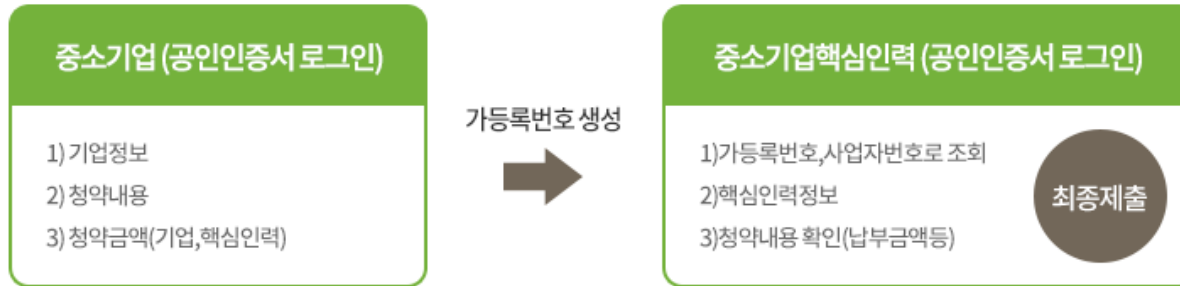 중소기업 (공인인증서 로그인)
1) 기업정보
2) 청약내용
3) 청약금액(기업,핵심인력)
가등록번호 생성
중소기업핵심인력 (공인인증서 로그인)
1)가등록번호,사업자번호로 조회
2)핵심인력정보
3)청약내용 확인(납부금액등)
최종제출